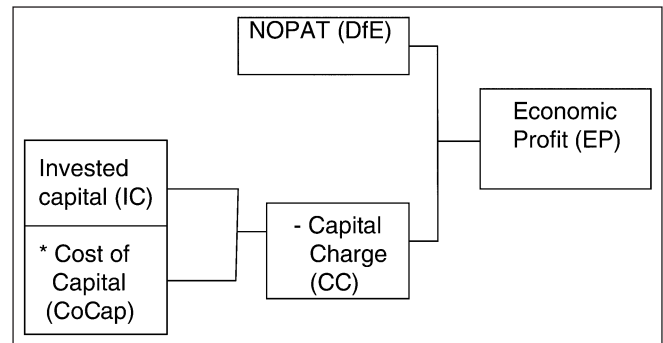 NOPAT (DfE)
Economic
Profit (EP)
Invested
capital (IC)
* Cost of
Capital
(CoCap)
- Capital
Charge
(CC)